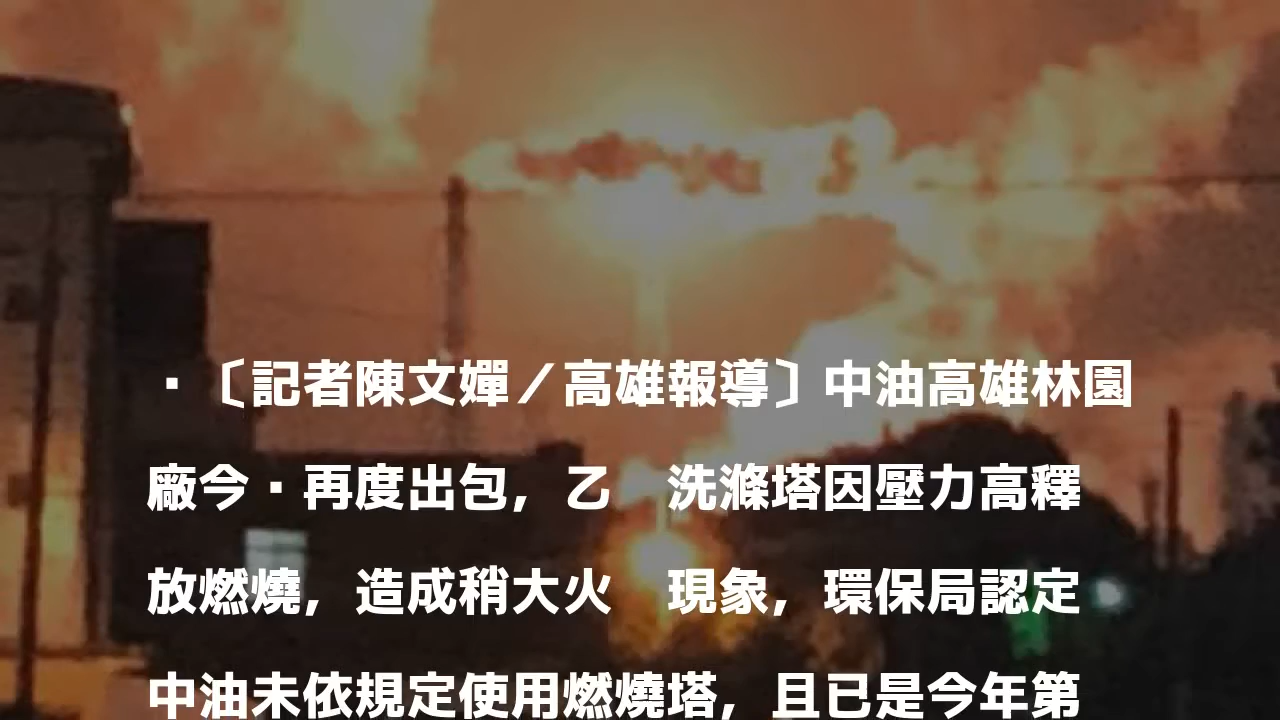 ▪〔記者陳文嬋／高雄報導〕中油高雄林園
廠今▪再度出包，乙　洗滌塔因壓力高釋
放燃燒，造成稍大火　現象，環保局認定
中油未依規定使用燃燒塔，且已是今年第